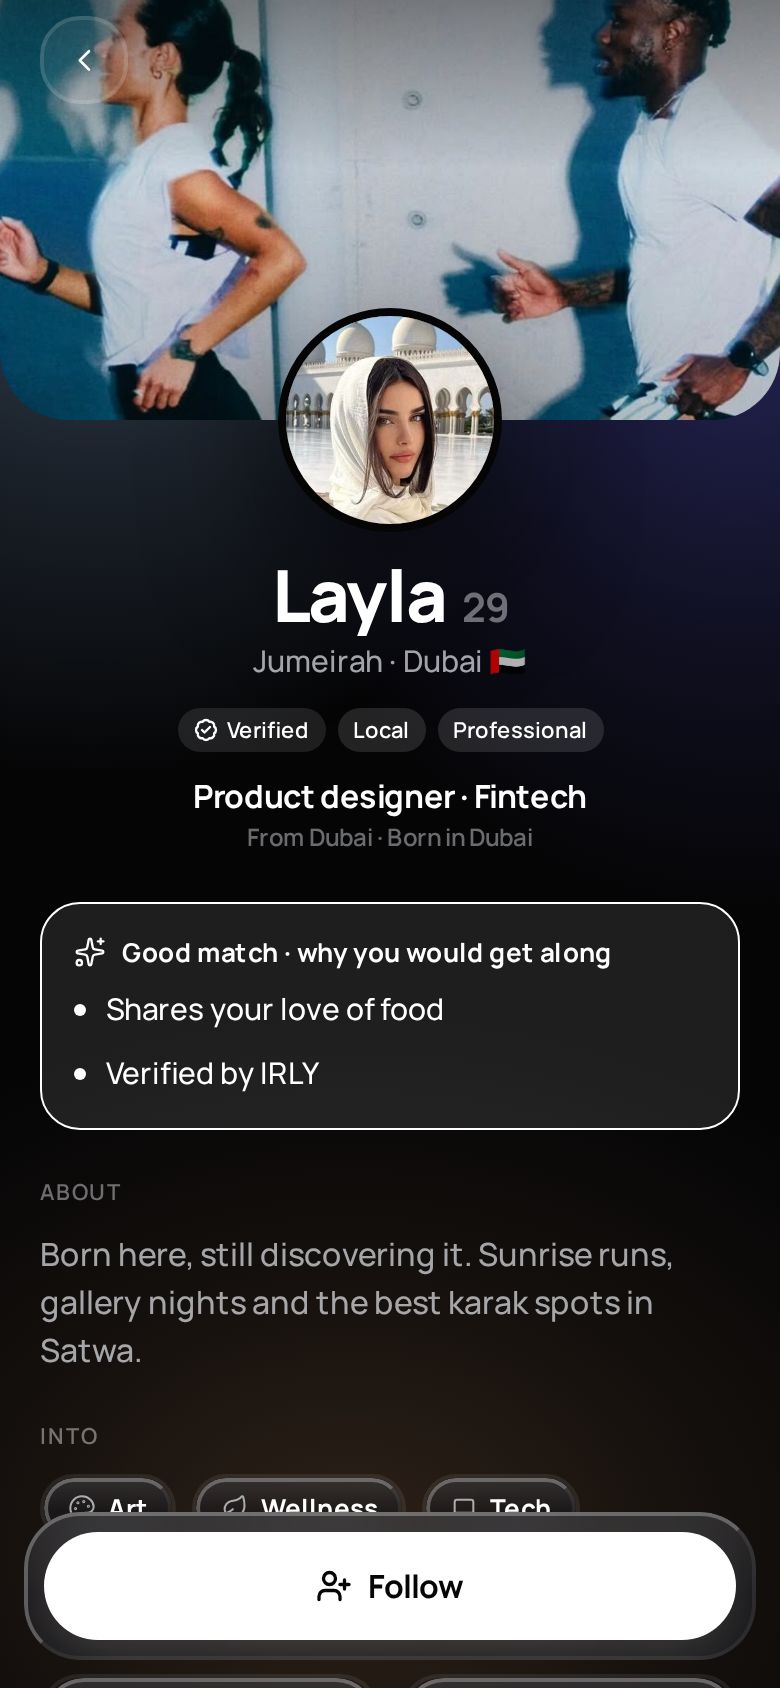 Layla 29
Jumeirah · Dubai 🇦🇪
Verified
Local
Professional
Product designer · Fintech
From Dubai · Born in Dubai
Good match · why you would get along
• Shares your love of food
• Verified by IRLY
ABOUT
Born here, still discovering it. Sunrise runs,
gallery nights and the best karak spots in
Satwa.
INTO
Art
Wellness
Tech
Follow